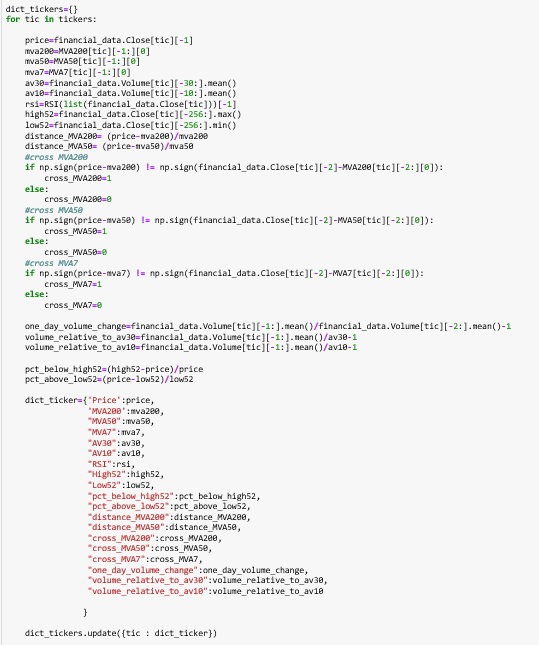 dict_tickers={}
for tic in tickers:
price=financial_data.Close[tic][-1]
mva200=MVA200[tic][-1:][0]
mva50=MVA50[tic][-1:][0]
mva7=MVA7[tic][-1:][0]
av30=financial_data.Volume[tic][-30:].mean()
av10=financial_data.Volume[tic][-10:].mean()
rsi=RSI(list(financial_data.Close[tic]))[-1]
high52=financial_data.Close[tic][-256:].max()
low52=financial_data.Close[tic][-256:].min()
distance_MVA200= (price-mva200)/mva200
distance_MVA50= (price-mva50)/mva50
#cross MVA200
if np.sign(price-mva200) != np.sign(financial_data.Close[tic][-2]-MVA200[tic][-2:][0]):
cross_MVA200=1
else:
cross_MVA200=0
#cross MVA50
if np.sign(price-mva50) != np.sign(financial_data.Close[tic][-2]-MVA50[tic][-2:][0]):
cross_MVA50=1
else:
cross_MVA50=0
#cross MVA7
if np.sign(price-mva7) != np.sign(financial_data.Close[tic][-2]-MVA7[tic][-2:][0]):
cross_MVA7=1
else:
cross_MVA7=0
one_day_volume_change=financial_data.Volume[tic][-1:].mean()/financial_data.Volume[tic][-2:].mean()-1
volume_relative_to_av30=financial_data.Volume[tic][-1:].mean()/av30-1
volume_relative_to_av10=financial_data.Volume[tic][-1:].mean()/av10-1
pct_below_high52=(high52-price)/price
pct_above_low52=(price-low52)/low52
dict_ticker={'Price':price,
'MVA200':mva200,
"MVA50":mva50,
"MVA7":mva7,
"AV30":av30,
"AV10":av10,
"RSI":rsi,
"High52":high52,
"Low52":low52,
"pct_below_high52":pct_below_high52,
"pct_above_low52":pct_above_low52,
"distance_MVA200":distance_MVA200,
"distance_MVA50":distance_MVA50,
"cross_MVA200":cross_MVA200,
"cross_MVA50":cross_MVA50,
"cross_MVA7":cross_MVA7,
"one_day_volume_change":one_day_volume_change,
"volume_relative_to_av30":volume_relative_to_av30,
"volume_relative_to_av10":volume_relative_to_av10
}
dict_tickers.update({tic : dict_ticker})